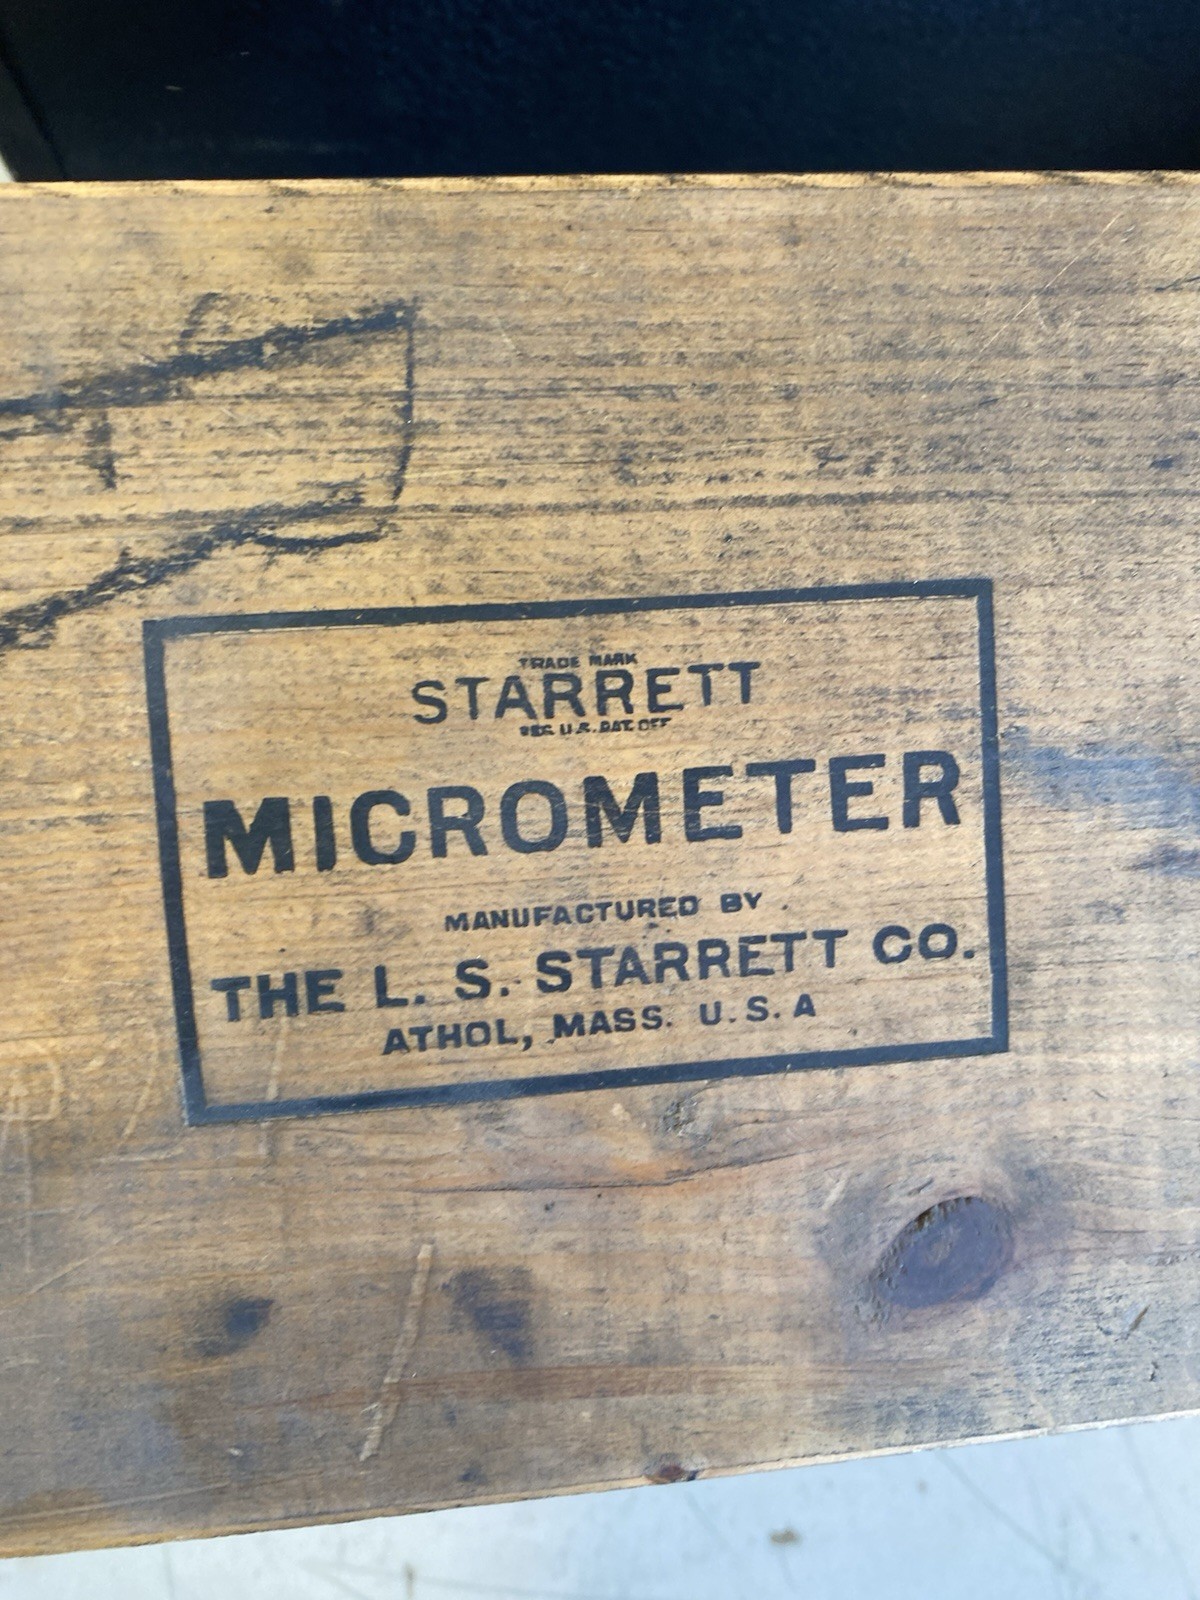 TRADE MARK
STARRETT
REG. U.S. PAT. OFF
MICROMETER
MANUFACTURED BY
THE L. S. STARRETT CO.
ATHOL, MASS. U.S.A